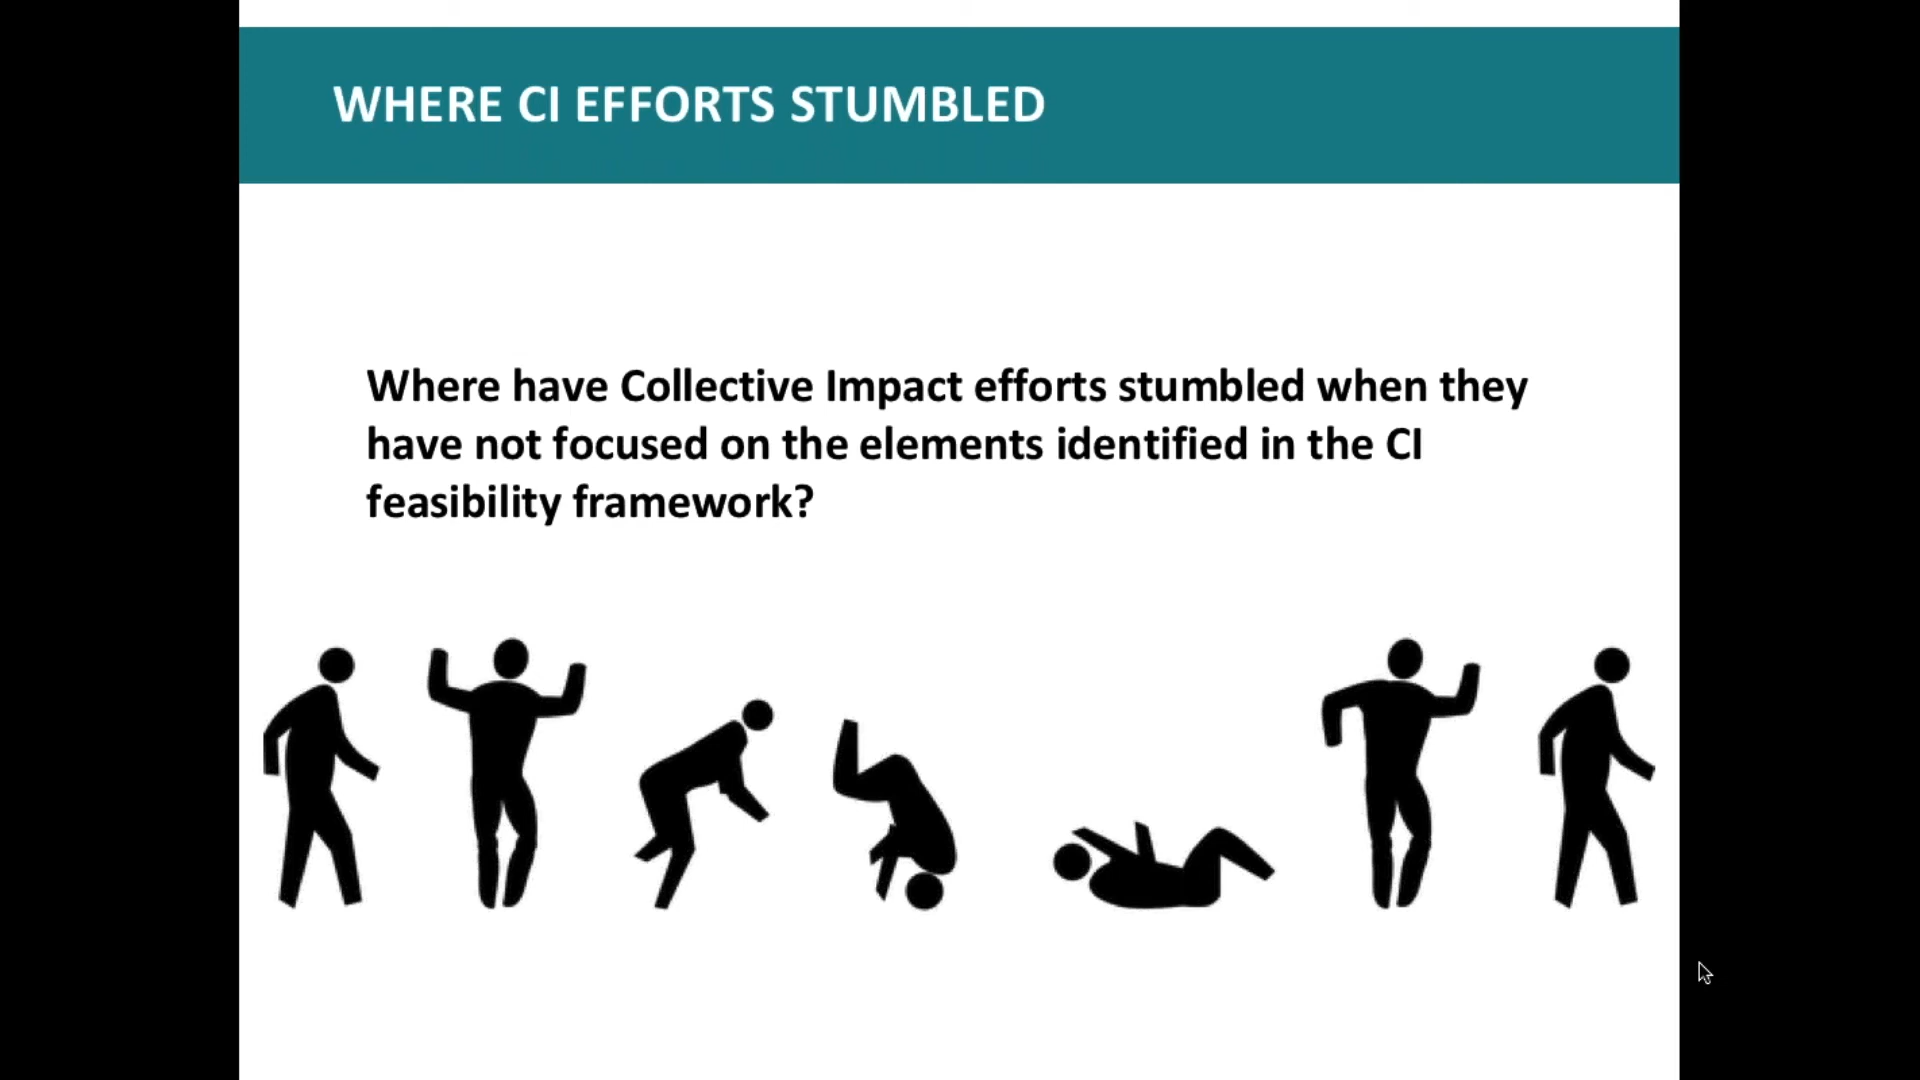 WHERE CI EFFORTS STUMBLED
Where have Collective Impact efforts stumbled when they
have not focused on the elements identified in the CI
feasibility framework?